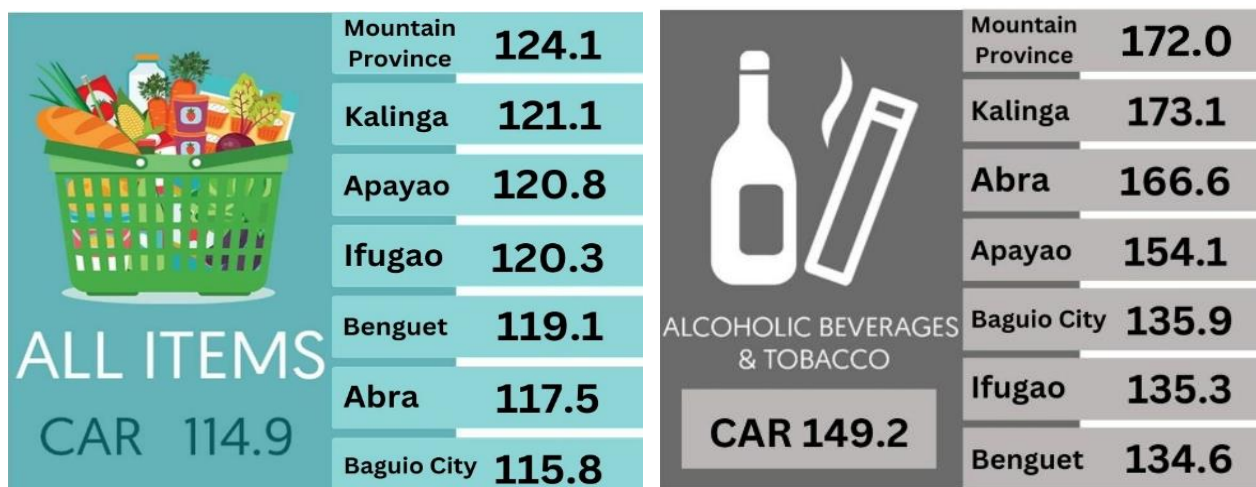 ALL ITEMS
CAR 114.9
Mountain
Province 124.1
Kalinga 121.1
Apayao 120.8
Ifugao 120.3
Benguet 119.1
Abra 117.5
Baguio City 115.8
ALCOHOLIC BEVERAGES
& TOBACCO
CAR 149.2
Mountain
Province 172.0
Kalinga 173.1
Abra 166.6
Apayao 154.1
Baguio City 135.9
Ifugao 135.3
Benguet 134.6